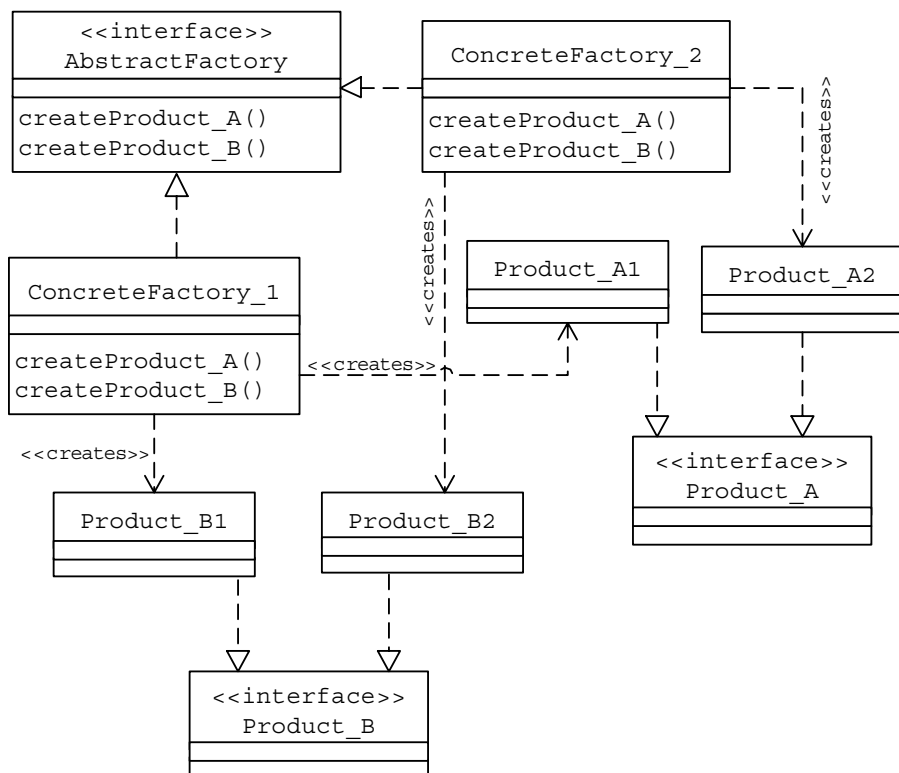 <<interface>>
AbstractFactory
createProduct_A()
createProduct_B()
ConcreteFactory_2
createProduct_A()
createProduct_B()
<<creates>>
<<creates>>
ConcreteFactory_1
createProduct_A()
createProduct_B()
Product_A1
Product_A2
<<creates>>
<<creates>>
<<interface>>
Product_A
Product_B1
Product_B2
<<interface>>
Product_B